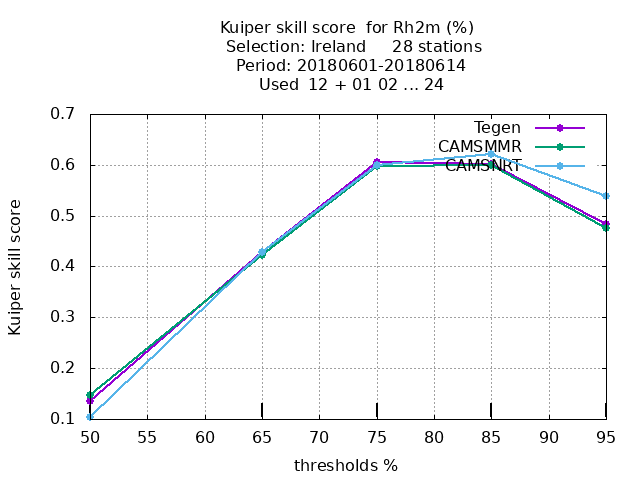 Kuiper skill score  for Rh2m (%)
Selection: Ireland     28 stations
Period: 20180601-20180614
Used  12 + 01 02 ... 24
Tegen
CAMSMMR
CAMSNRT
0.7
0.6
0.5
0.4
0.3
0.2
0.1
Kuiper skill score
50 55 60 65 70 75 80 85 90 95
thresholds %